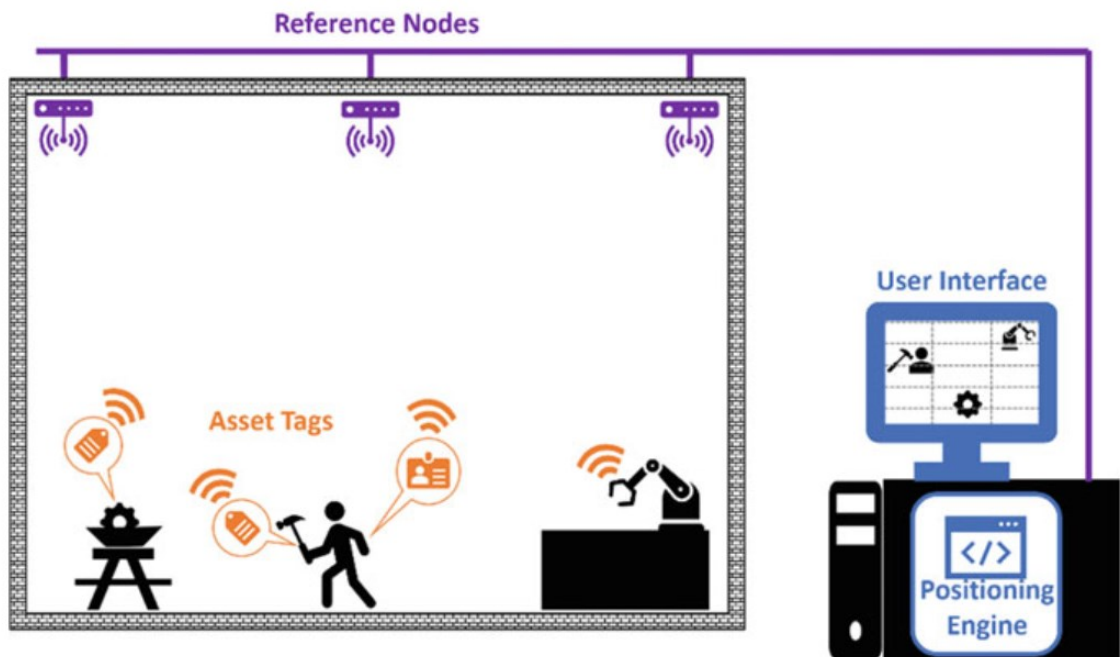 Reference Nodes
User Interface
Asset Tags
</>
Positioning
Engine